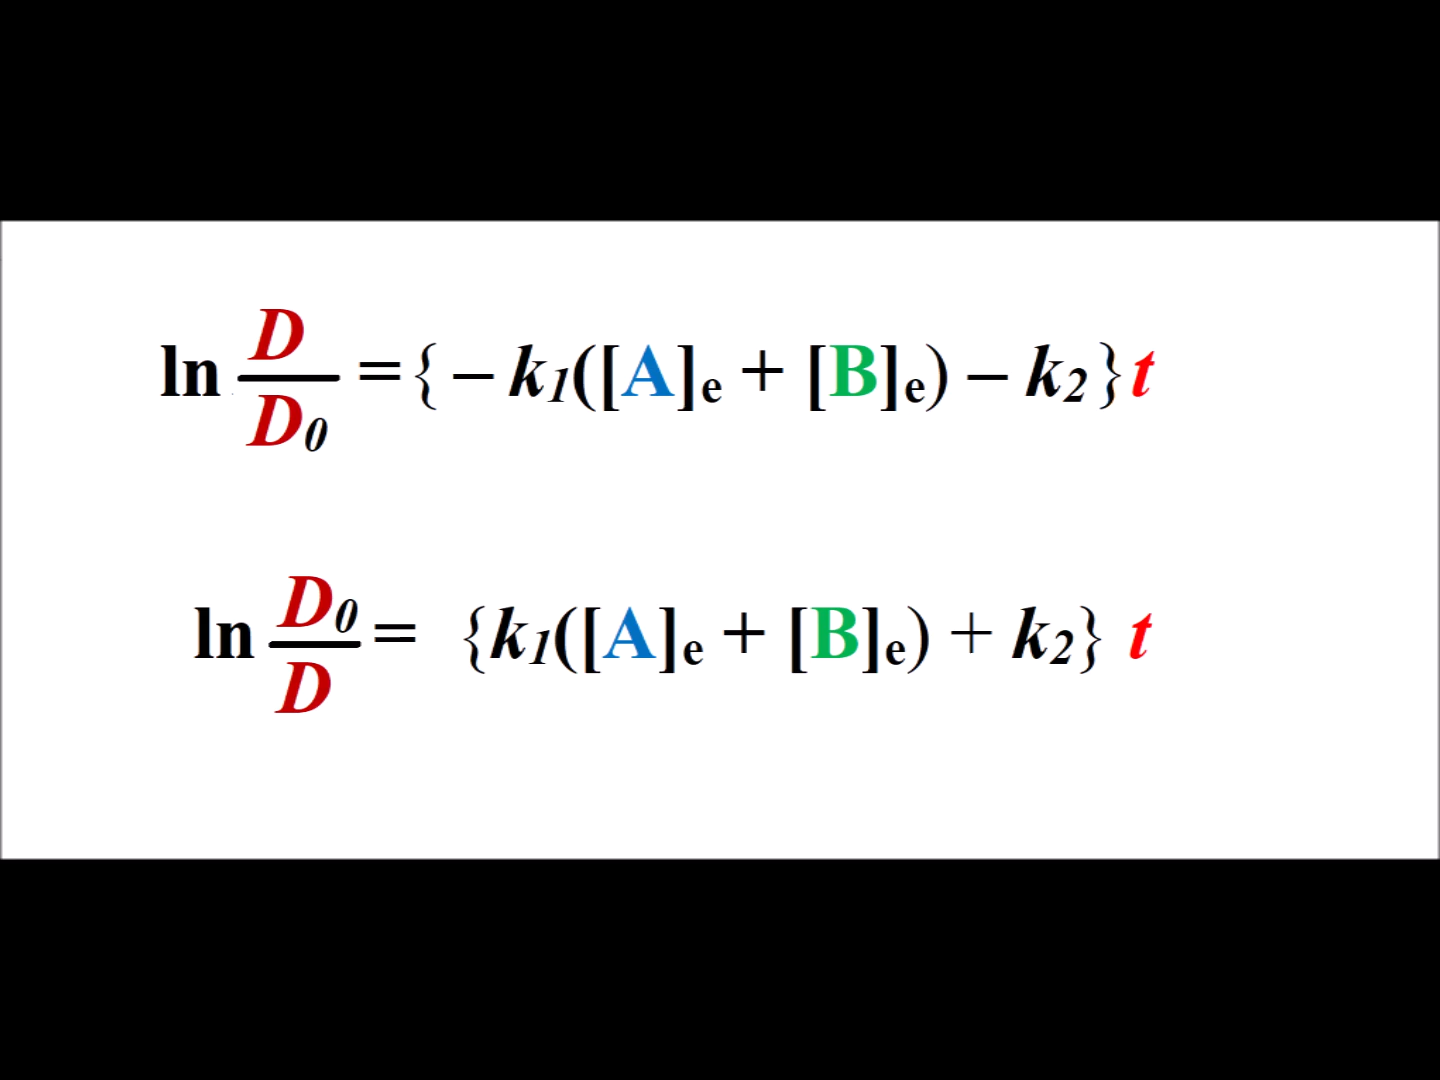 ln D/D₀ = {– k₁([A]ₑ + [B]ₑ) – k₂}t
ln D₀/D = {k₁([A]ₑ + [B]ₑ) + k₂} t